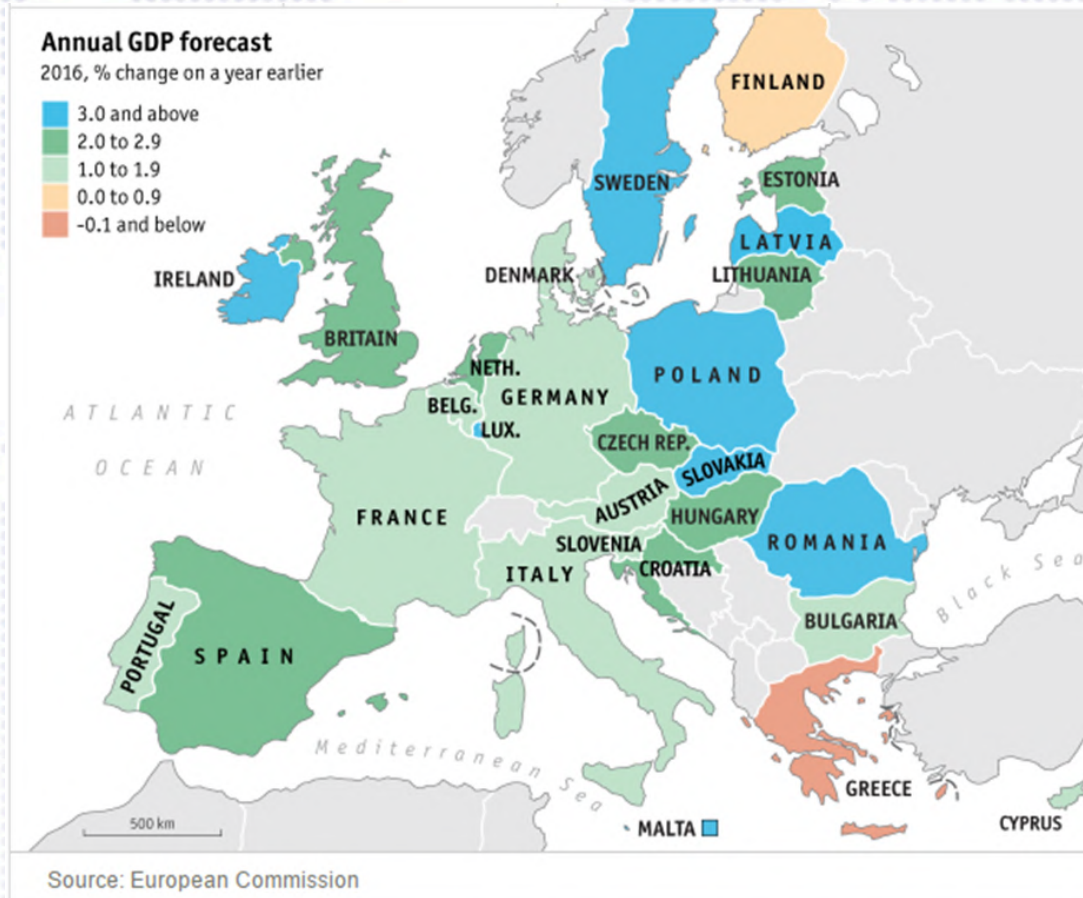 Annual GDP forecast
2016, % change on a year earlier
3.0 and above
2.0 to 2.9
1.0 to 1.9
0.0 to 0.9
-0.1 and below
FINLAND
SWEDEN
ESTONIA
LATVIA
LITHUANIA
IRELAND
DENMARK
BRITAIN
NETH.
POLAND
GERMANY
BELG.
ATLANTIC
OCEAN
LUX.
CZECH REP.
SLOVAKIA
AUSTRIA
FRANCE
HUNGARY
SLOVENIA
ROMANIA
CROATIA
ITALY
Black Sea
BULGARIA
PORTUGAL
SPAIN
Mediterranean Sea
GREECE
500 km
MALTA
CYPRUS
Source: European Commission